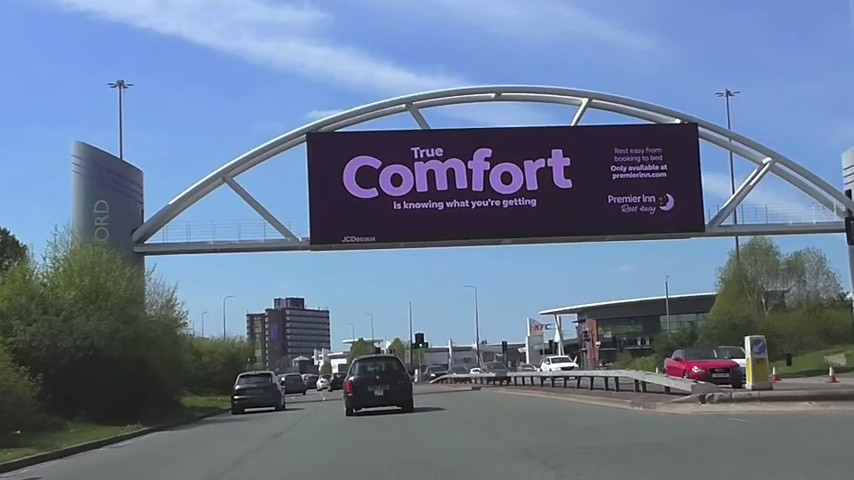 True
Comfort
is knowing what you're getting
Rest easy from
booking to bed
Only available at
premierinn.com
Premier Inn
Rest easy
JCDecaux
ORD
KFC